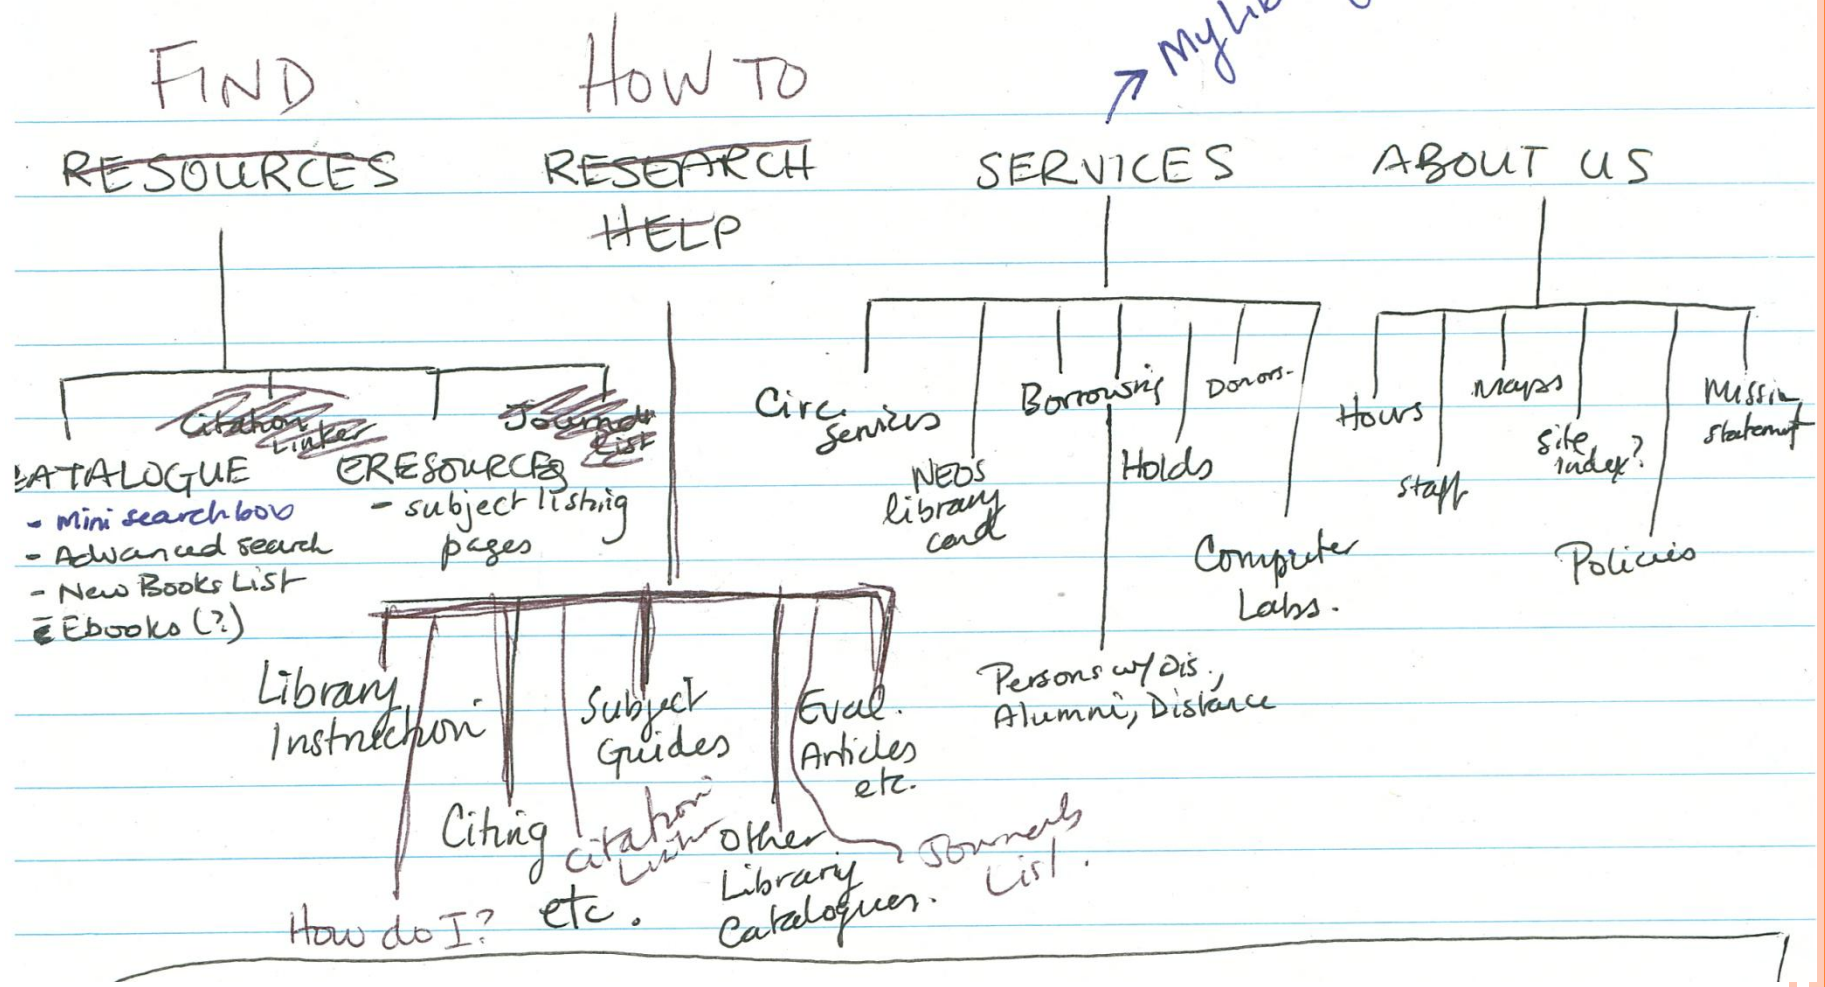 FIND
HOW TO
RESOURCES
RESEARCH
HELP
SERVICES
ABOUT US
Citation
Linker
Journal
List
CATALOGUE
- Mini search box
- Advanced search
- New Books List
- Ebooks (?)
ERESOURCES
- subject listing
pages
Library
Instruction
How do I?
Citing
etc.
Citation
Linker
Subject
Guides
Other
Library
Catalogues.
Eval.
Articles
etc.
Journals
List.
Circ.
Services
NEOS
library
card
Borrowing
Persons w/ Dis.,
Alumni, Distance
Holds
Donors.
Computer
Labs.
Hours
Staff
Maps
Site
index?
Policies
Mission
statement